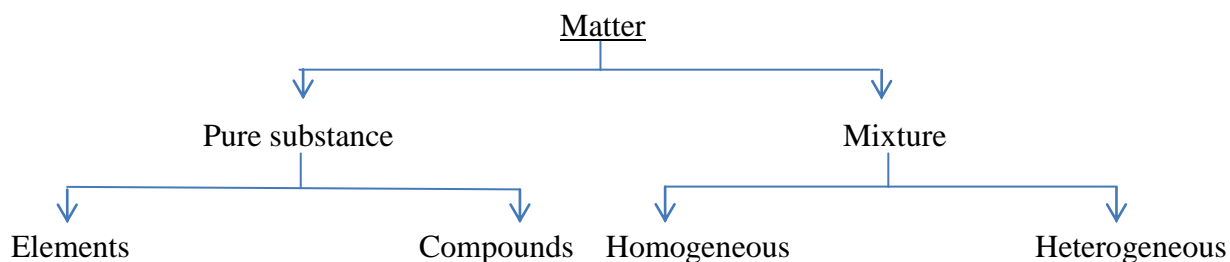 Matter
Pure substance Mixture
Elements Compounds Homogeneous Heterogeneous